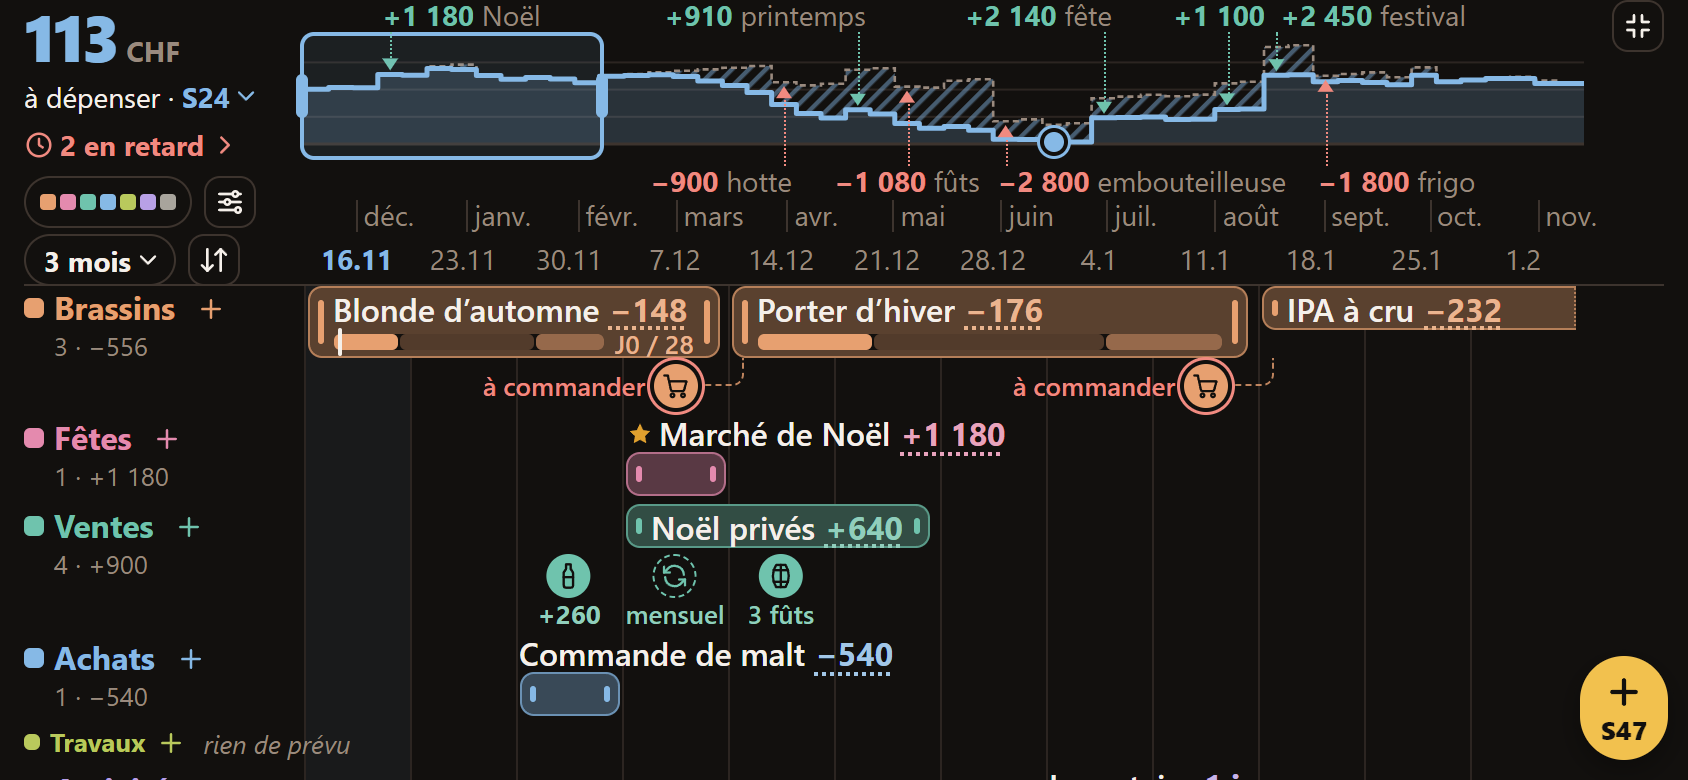 113 CHF
à dépenser · S24
2 en retard
+1 180 Noël
+910 printemps
+2 140 fête
+1 100
+2 450 festival
−900 hotte
−1 080 fûts
−2 800 embouteilleuse
−1 800 frigo
déc. janv. févr. mars avr. mai juin juil. août sept. oct. nov.
3 mois
16.11 23.11 30.11 7.12 14.12 21.12 28.12 4.1 11.1 18.1 25.1 1.2
Brassins +
3 · −556
Blonde d’automne −148
J0 / 28
Porter d’hiver −176
IPA à cru −232
à commander
à commander
Fêtes +
1 · +1 180
Marché de Noël +1 180
Ventes +
4 · +900
Noël privés +640
+260
mensuel
3 fûts
Achats +
1 · −540
Commande de malt −540
Travaux + rien de prévu
+
S47